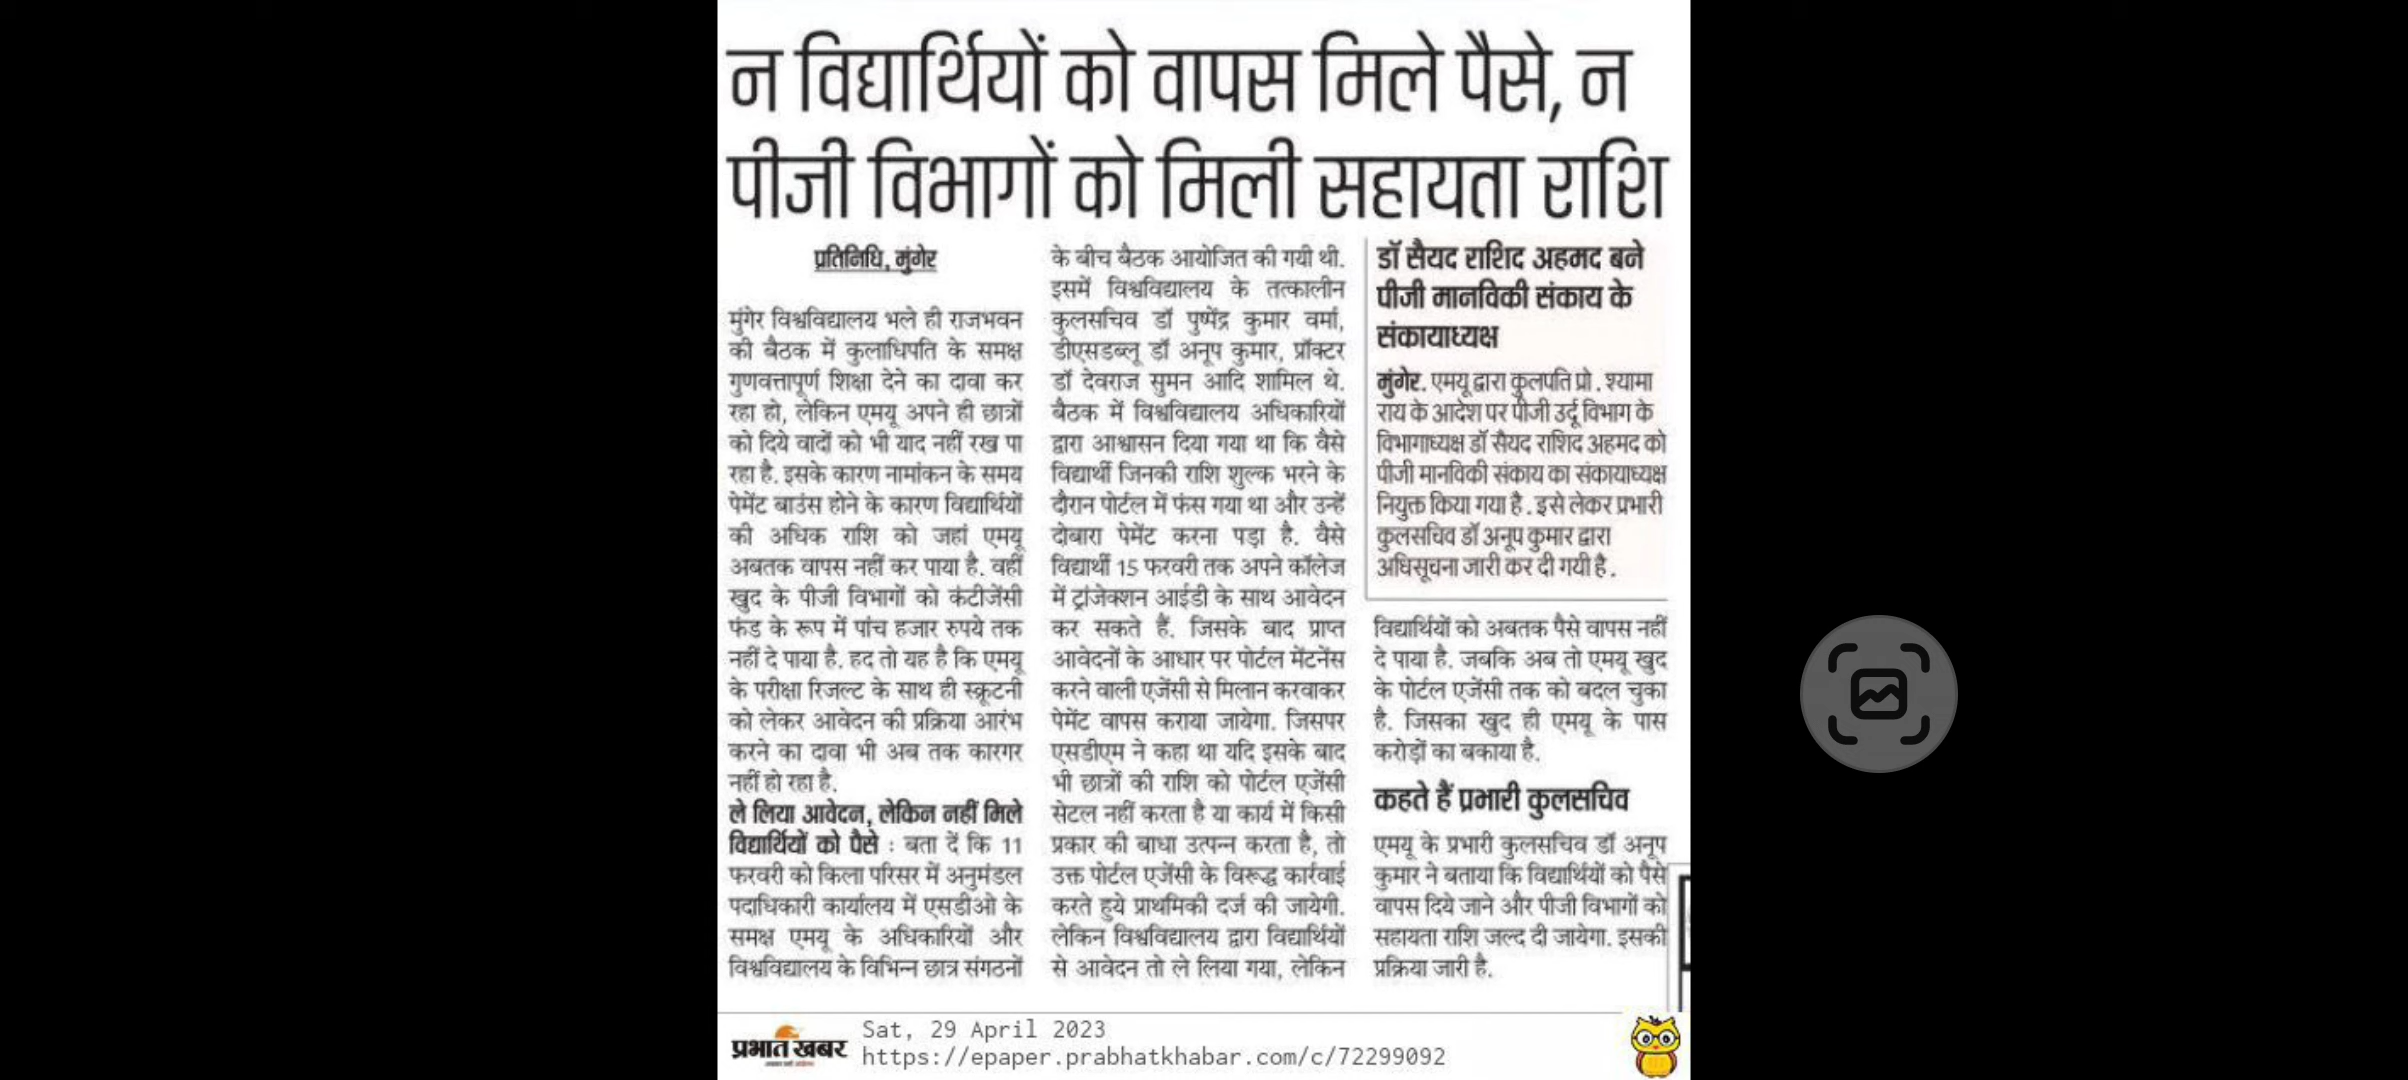 न विद्यार्थियों को वापस मिले पैसे, न
पीजी विभागों को मिली सहायता राशि
प्रतिनिधि, मुंगेर
मुंगेर विश्वविद्यालय भले ही राजभवन
की बैठक में कुलाधिपति के समक्ष
गुणवत्तापूर्ण शिक्षा देने का दावा कर
रहा हो, लेकिन एमयू अपने ही छात्रों
को दिये वादों को भी याद नहीं रख पा
रहा है. इसके कारण नामांकन के समय
पेमेंट बाउंस होने के कारण विद्यार्थियों
की अधिक राशि को जहां एमयू
अबतक वापस नहीं कर पाया है. वहीं
खुद के पीजी विभागों को कंटीजेंसी
फंड के रूप में पांच हजार रुपये तक
नहीं दे पाया है. हद तो यह है कि एमयू
के परीक्षा रिजल्ट के साथ ही स्क्रूटनी
को लेकर आवेदन की प्रक्रिया आरंभ
करने का दावा भी अब तक कारगर
नहीं हो रहा है.
ले लिया आवेदन, लेकिन नहीं मिले
विद्यार्थियों को पैसे : बता दें कि 11
फरवरी को किला परिसर में अनुमंडल
पदाधिकारी कार्यालय में एसडीओ के
समक्ष एमयू के अधिकारियों और
विश्वविद्यालय के विभिन्न छात्र संगठनों
के बीच बैठक आयोजित की गयी थी.
इसमें विश्वविद्यालय के तत्कालीन
कुलसचिव डॉ पुष्पेंद्र कुमार वर्मा,
डीएसडब्लू डॉ अनूप कुमार, प्रॉक्टर
डॉ देवराज सुमन आदि शामिल थे.
बैठक में विश्वविद्यालय अधिकारियों
द्वारा आश्वासन दिया गया था कि वैसे
विद्यार्थी जिनकी राशि शुल्क भरने के
दौरान पोर्टल में फंस गया था और उन्हें
दोबारा पेमेंट करना पड़ा है. वैसे
विद्यार्थी 15 फरवरी तक अपने कॉलेज
में ट्रांजेक्शन आईडी के साथ आवेदन
कर सकते हैं. जिसके बाद प्राप्त
आवेदनों के आधार पर पोर्टल मेंटनेंस
करने वाली एजेंसी से मिलान करवाकर
पेमेंट वापस कराया जायेगा. जिसपर
एसडीएम ने कहा था यदि इसके बाद
भी छात्रों की राशि को पोर्टल एजेंसी
सेटल नहीं करता है या कार्य में किसी
प्रकार की बाधा उत्पन्न करता है, तो
उक्त पोर्टल एजेंसी के विरूद्ध कार्रवाई
करते हुये प्राथमिकी दर्ज की जायेगी.
लेकिन विश्वविद्यालय द्वारा विद्यार्थियों
से आवेदन तो ले लिया गया, लेकिन
डॉ सैयद राशिद अहमद बने
पीजी मानविकी संकाय के
संकायाध्यक्ष
मुंगेर. एमयू द्वारा कुलपति प्रो . श्यामा
राय के आदेश पर पीजी उर्दू विभाग के
विभागाध्यक्ष डॉ सैयद राशिद अहमद को
पीजी मानविकी संकाय का संकायाध्यक्ष
नियुक्त किया गया है . इसे लेकर प्रभारी
कुलसचिव डॉ अनूप कुमार द्वारा
अधिसूचना जारी कर दी गयी है .
विद्यार्थियों को अबतक पैसे वापस नहीं
दे पाया है. जबकि अब तो एमयू खुद
के पोर्टल एजेंसी तक को बदल चुका
है. जिसका खुद ही एमयू के पास
करोड़ों का बकाया है.
कहते हैं प्रभारी कुलसचिव
एमयू के प्रभारी कुलसचिव डॉ अनूप
कुमार ने बताया कि विद्यार्थियों को पैसे
वापस दिये जाने और पीजी विभागों को
सहायता राशि जल्द दी जायेगा. इसकी
प्रक्रिया जारी है.
प्रभात खबर
Sat, 29 April 2023
https://epaper.prabhatkhabar.com/c/72299092